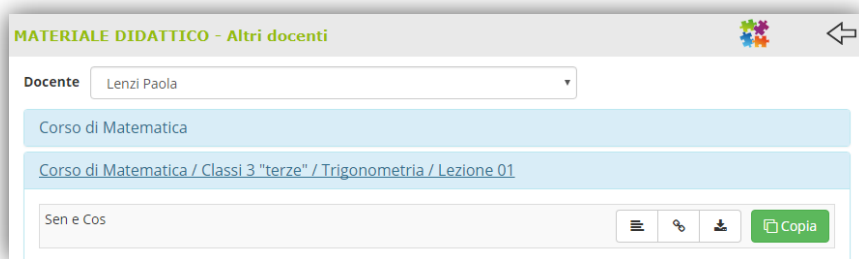 MATERIALE DIDATTICO - Altri docenti
Docente Lenzi Paola
Corso di Matematica
Corso di Matematica / Classi 3 "terze" / Trigonometria / Lezione 01
Sen e Cos Copia